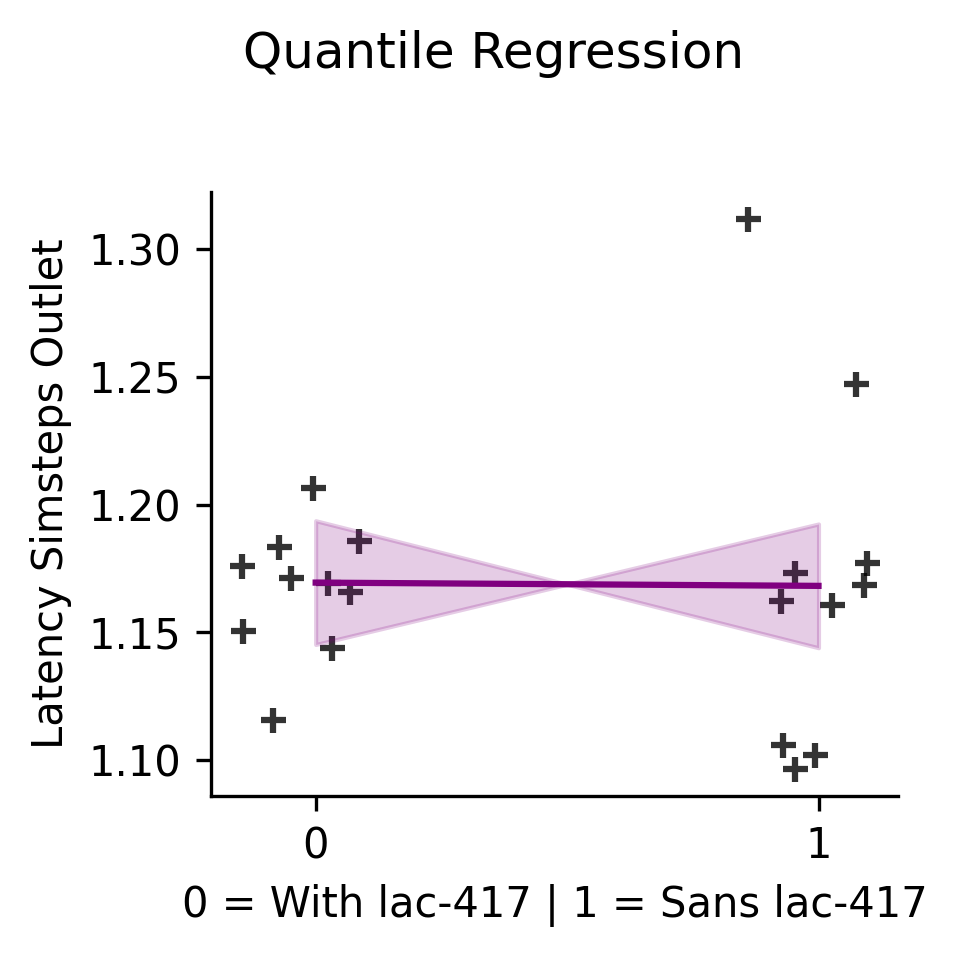 Quantile Regression
Latency Simsteps Outlet
1.30
1.25
1.20
1.15
1.10
0
1
0 = With lac-417 | 1 = Sans lac-417